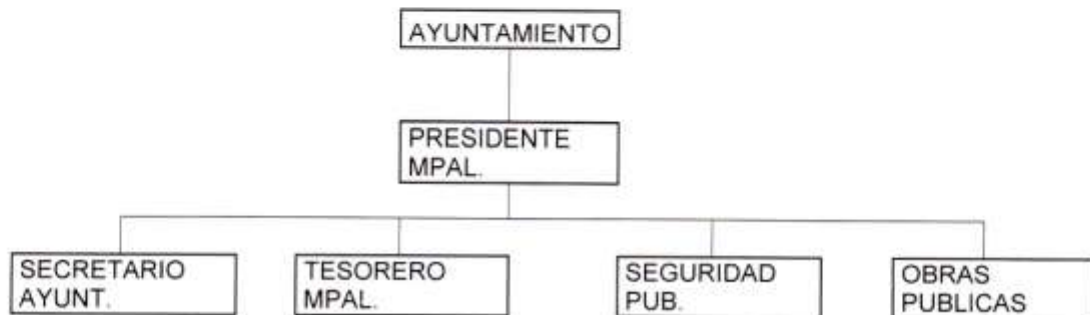 AYUNTAMIENTO
PRESIDENTE
MPAL.
SECRETARIO
AYUNT.
TESORERO
MPAL.
SEGURIDAD
PUB.
OBRAS
PUBLICAS